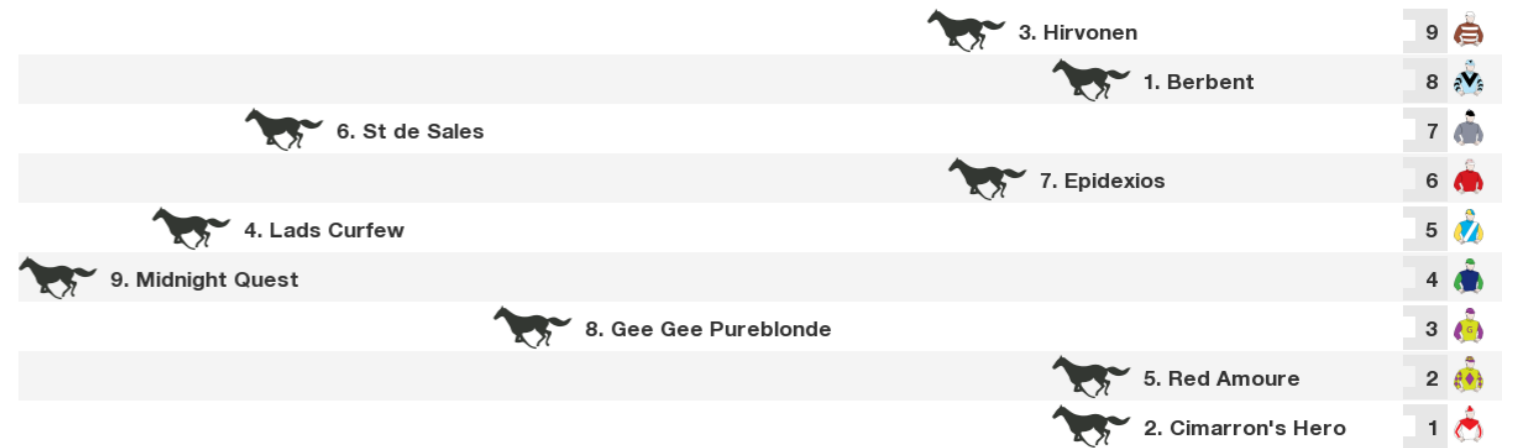 3. Hirvonen 9
1. Berbent 8
6. St de Sales 7
7. Epidexios 6
4. Lads Curfew 5
9. Midnight Quest 4
8. Gee Gee Pureblonde 3 G
5. Red Amoure 2
2. Cimarron's Hero 1